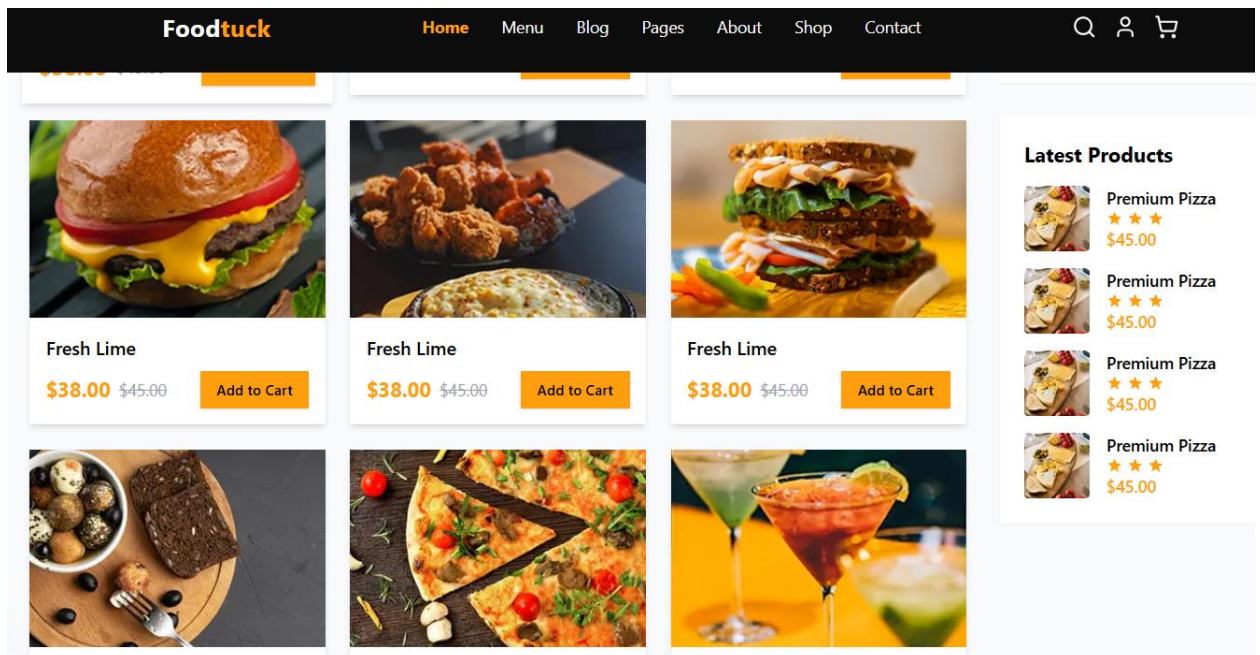 Foodtuck
Home Menu Blog Pages About Shop Contact
Fresh Lime
$38.00 $45.00 Add to Cart
Fresh Lime
$38.00 $45.00 Add to Cart
Fresh Lime
$38.00 $45.00 Add to Cart
Latest Products
Premium Pizza
$45.00
Premium Pizza
$45.00
Premium Pizza
$45.00
Premium Pizza
$45.00